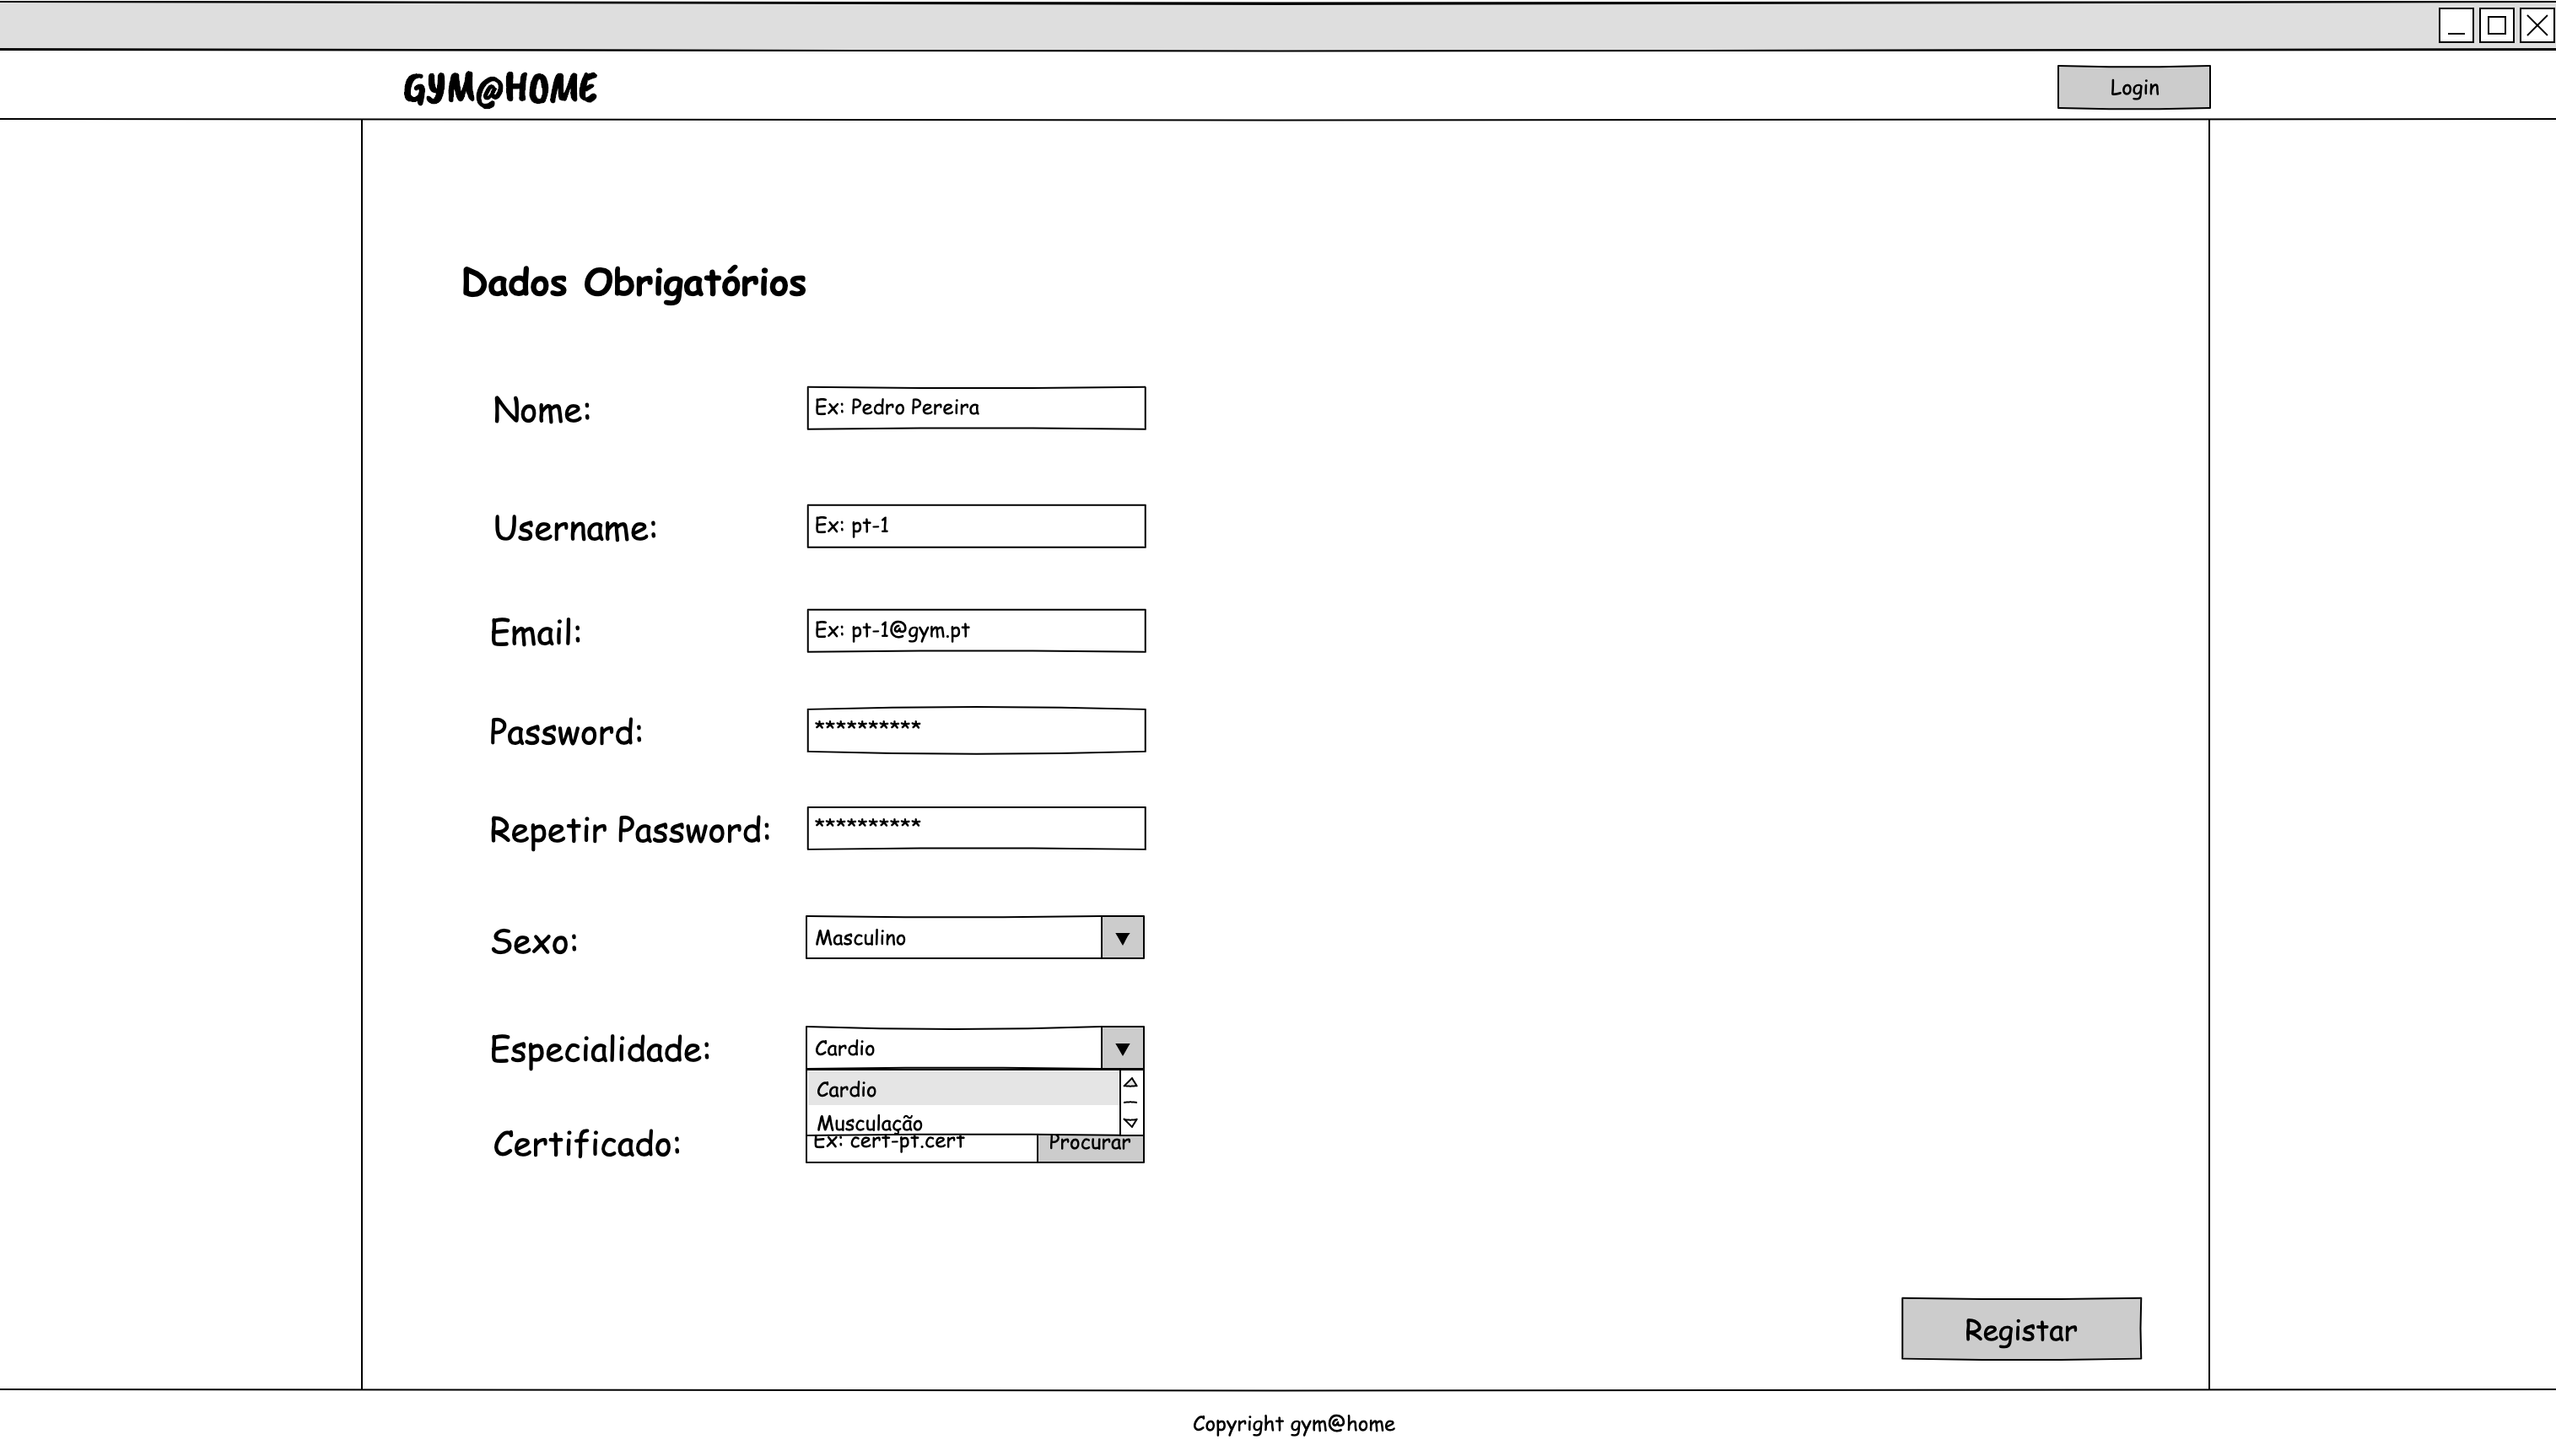 GYM@HOME
Login
Dados Obrigatórios
Nome:
Ex: Pedro Pereira
Username:
Ex: pt-1
Email:
Ex: pt-1@gym.pt
Password:
**********
Repetir Password:
**********
Sexo:
Masculino
Especialidade:
Cardio
Cardio
Musculação
Certificado:
Ex: cert-pt.cert
Procurar
Registar
Copyright gym@home